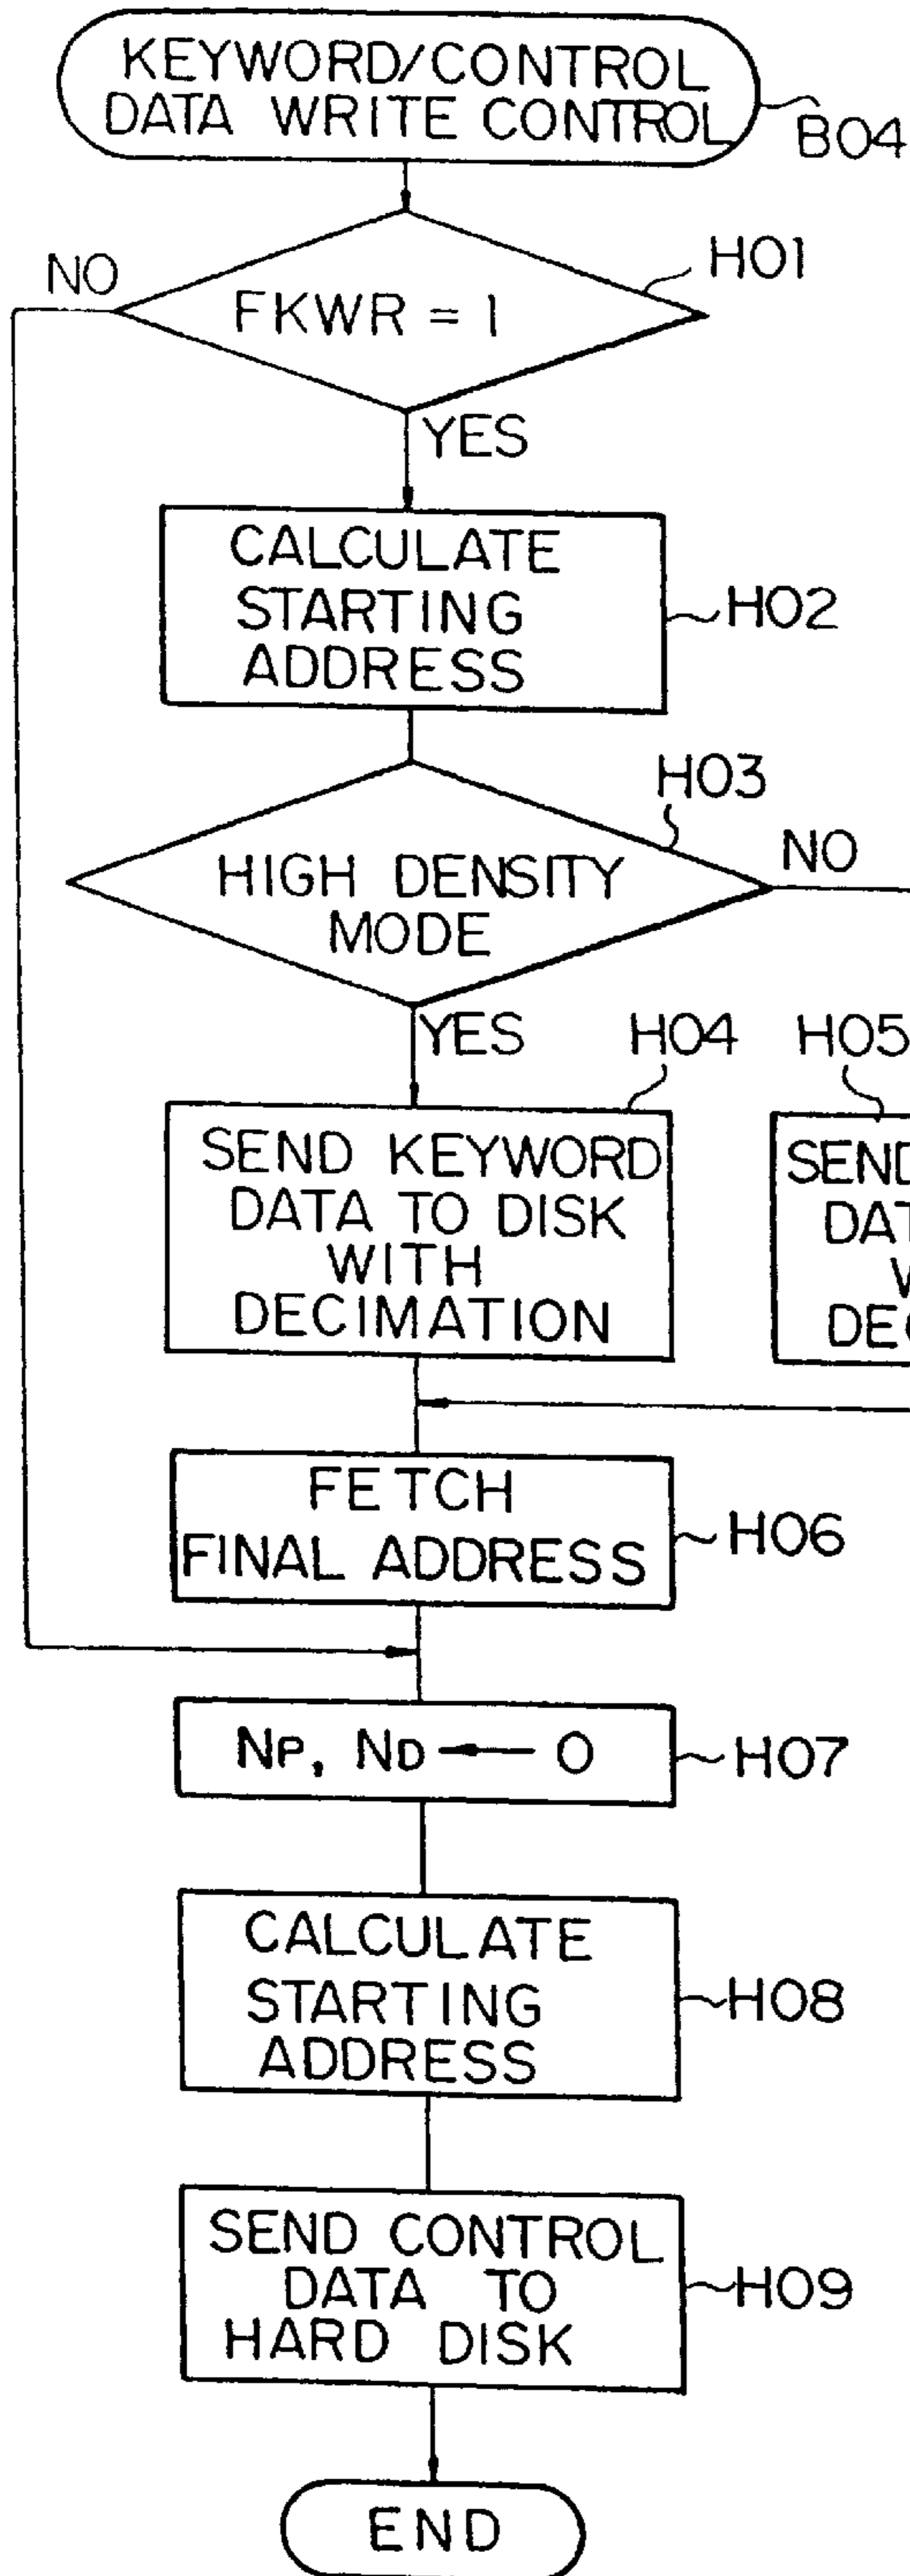 KEYWORD/CONTROL
DATA WRITE CONTROL
B04
NO
H01
FKWR = 1
YES
CALCULATE
STARTING
ADDRESS
H02
H03
NO
HIGH DENSITY
MODE
YES
H04
H05
SEND KEYWORD
DATA TO DISK
WITH
DECIMATION
SEND
FETCH
FINAL ADDRESS
H06
NP, ND ← 0
H07
CALCULATE
STARTING
ADDRESS
H08
SEND CONTROL
DATA TO
HARD DISK
H09
END